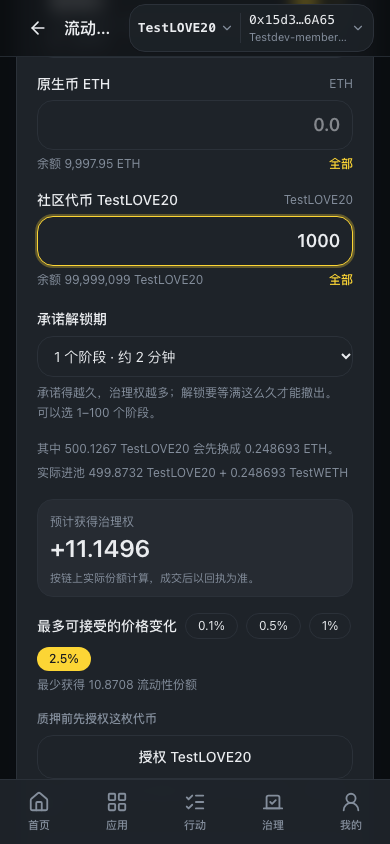 流动...
TestLOVE20
0x15d3...6A65
Testdev-member...
原生币 ETH
ETH
0.0
余额 9,997.95 ETH
全部
社区代币 TestLOVE20
TestLOVE20
1000
余额 99,999,099 TestLOVE20
全部
承诺解锁期
1 个阶段 · 约 2 分钟
承诺得越久，治理权越多；解锁要等满这么久才能撤出。
可以选 1–100 个阶段。
其中 500.1267 TestLOVE20 会先换成 0.248693 ETH。
实际进池 499.8732 TestLOVE20 + 0.248693 TestWETH
预计获得治理权
+11.1496
按链上实际份额计算，成交后以回执为准。
最多可接受的价格变化
0.1%
0.5%
1%
2.5%
最少获得 10.8708 流动性份额
质押前先授权这枚代币
授权 TestLOVE20
首页
应用
行动
治理
我的